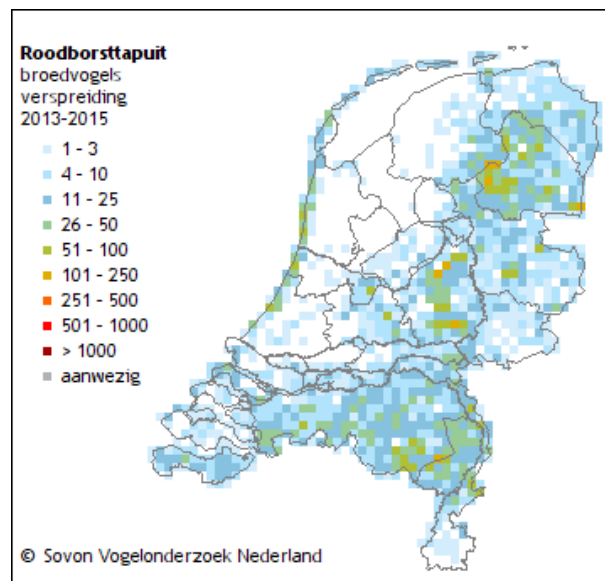 Roodborsttapuit
broedvogels
verspreiding
2013-2015
1 - 3
4 - 10
11 - 25
26 - 50
51 - 100
101 - 250
251 - 500
501 - 1000
> 1000
aanwezig
© Sovon Vogelonderzoek Nederland